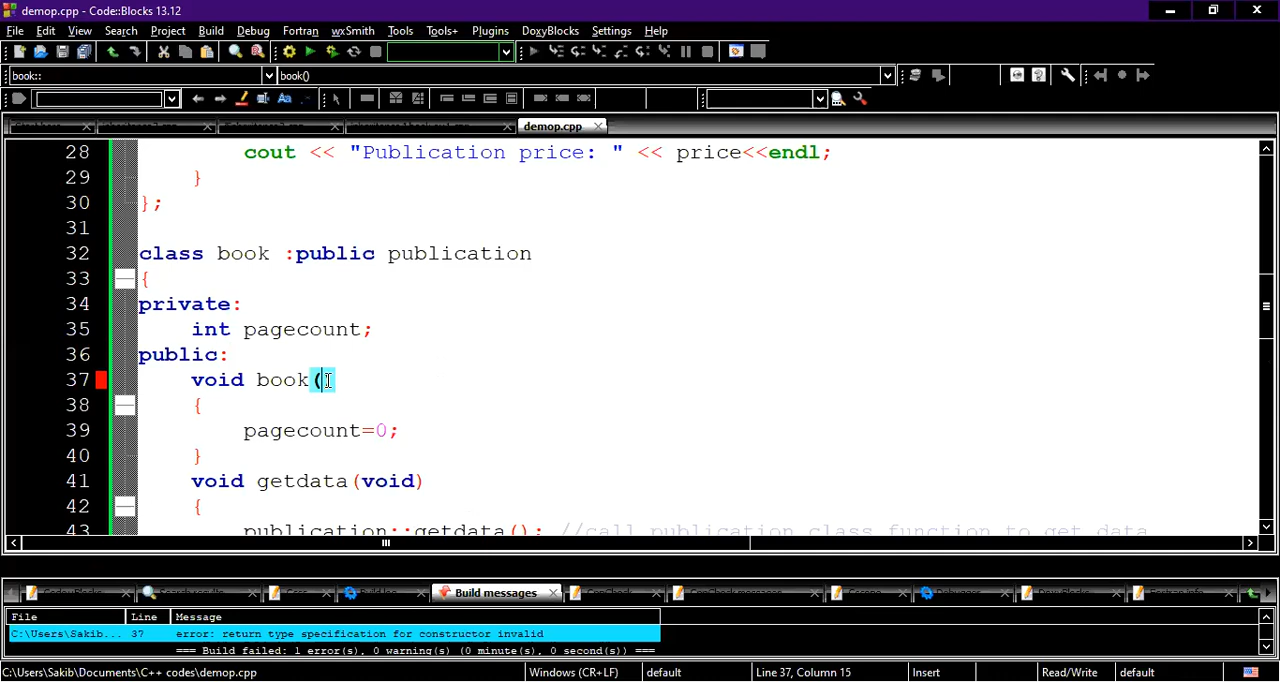 demop.cpp - Code::Blocks 13.12
File Edit View Search Project Build Debug Fortran wxSmith Tools Tools+ Plugins DoxyBlocks Settings Help
book:: book()
demop.cpp
28 cout << "Publication price: " << price<<endl;
29 }
30 };
31
32 class book :public publication
33 {
34 private:
35 int pagecount;
36 public:
37 void book(
38 {
39 pagecount=0;
40 }
41 void getdata(void)
42 {
43 publication::getdata(); //call publication class function to get data
Build messages
File Line Message
C:\Users\Sakib... 37 error: return type specification for constructor invalid
=== Build failed: 1 error(s), 0 warning(s) (0 minute(s), 0 second(s)) ===
C:\Users\Sakib\Documents\C++ codes\demop.cpp Windows (CR+LF) default Line 37, Column 15 Insert Read/Write default